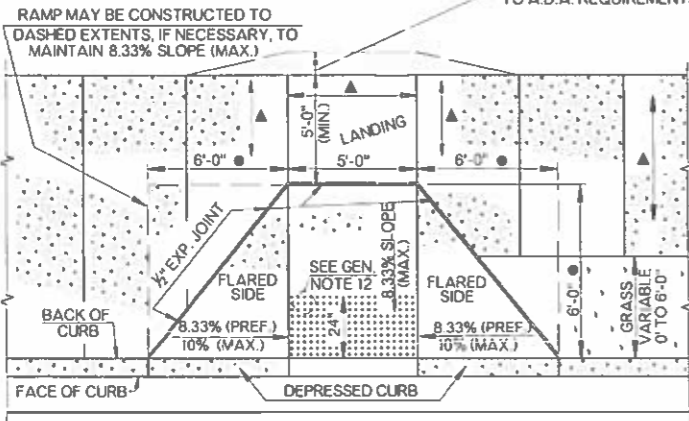 TO A.D.A. REQUIREMENT
RAMP MAY BE CONSTRUCTED TO
DASHED EXTENTS, IF NECESSARY, TO
MAINTAIN 8.33% SLOPE (MAX.)
5'-0"
(MIN.)
LANDING
6'-0"
5'-0"
6'-0"
½" EXP. JOINT
FLARED
SIDE
SEE GEN.
NOTE 12
8.33% SLOPE
(MAX.)
FLARED
SIDE
6'-0"
GRASS
VARIABLE
0' TO 6'-0"
BACK OF
CURB
8.33% (PREF.)
10% (MAX.)
24"
8.33% (PREF.)
10% (MAX.)
FACE OF CURB
DEPRESSED CURB